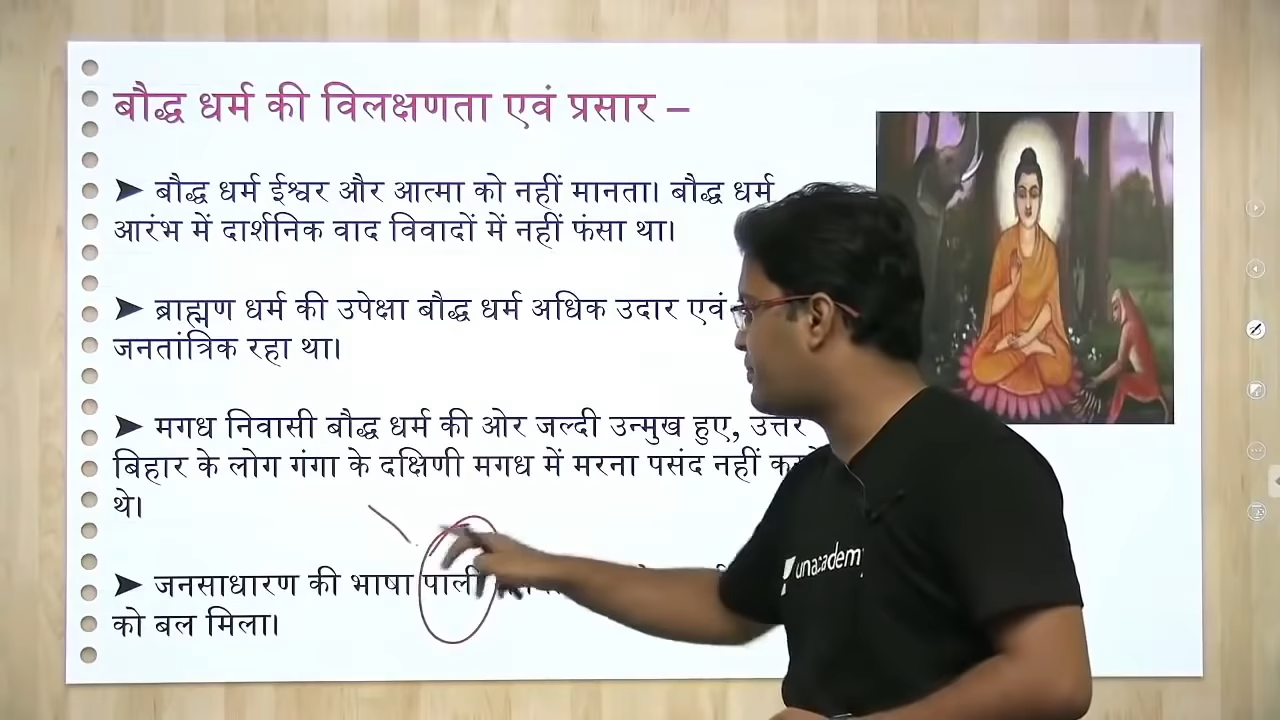 बौद्ध धर्म की विलक्षणता एवं प्रसार –
➤ बौद्ध धर्म ईश्वर और आत्मा को नहीं मानता। बौद्ध धर्म
आरंभ में दार्शनिक वाद विवादों में नहीं फंसा था।
➤ ब्राह्मण धर्म की उपेक्षा बौद्ध धर्म अधिक उदार एवं
जनतांत्रिक रहा था।
➤ मगध निवासी बौद्ध धर्म की ओर जल्दी उन्मुख हुए, उत्तर
बिहार के लोग गंगा के दक्षिणी मगध में मरना पसंद नहीं
थे।
➤ जनसाधारण की भाषा पाली
को बल मिला।
unacademy